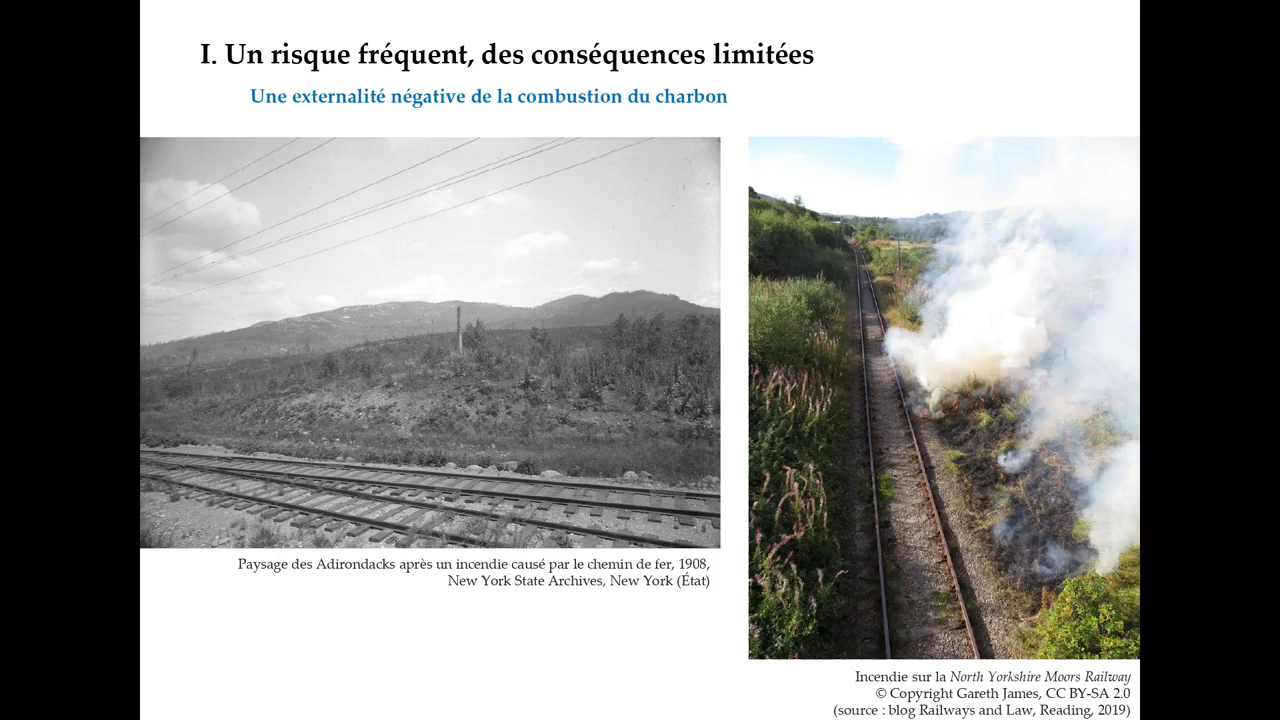 I. Un risque fréquent, des conséquences limitées
Une externalité négative de la combustion du charbon
Paysage des Adirondacks après un incendie causé par le chemin de fer, 1908,
New York State Archives, New York (État)
Incendie sur la North Yorkshire Moors Railway
© Copyright Gareth James, CC BY-SA 2.0
(source : blog Railways and Law, Reading, 2019)